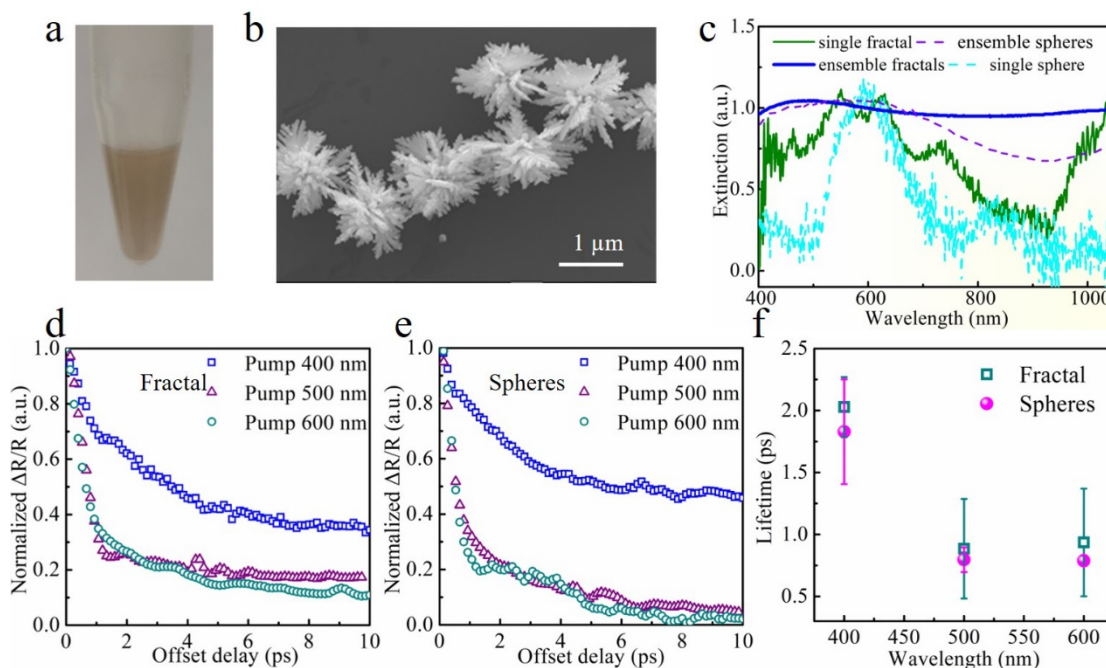 a
b
1 µm
c
Extinction (a.u.)
1.5
1.0
0.5
0.0
single fractal
ensemble spheres
ensemble fractals
single sphere
400
600
800
1000
Wavelength (nm)
d
Normalized ΔR/R (a.u.)
1.0
0.8
0.6
0.4
0.2
0.0
Fractal
Pump 400 nm
Pump 500 nm
Pump 600 nm
0
2
4
6
8
10
Offset delay (ps)
e
Normalized ΔR/R (a.u.)
1.0
0.8
0.6
0.4
0.2
0.0
Spheres
Pump 400 nm
Pump 500 nm
Pump 600 nm
0
2
4
6
8
10
Offset delay (ps)
f
Lifetime (ps)
2.5
2.0
1.5
1.0
0.5
Fractal
Spheres
400
450
500
550
600
Wavelength (nm)